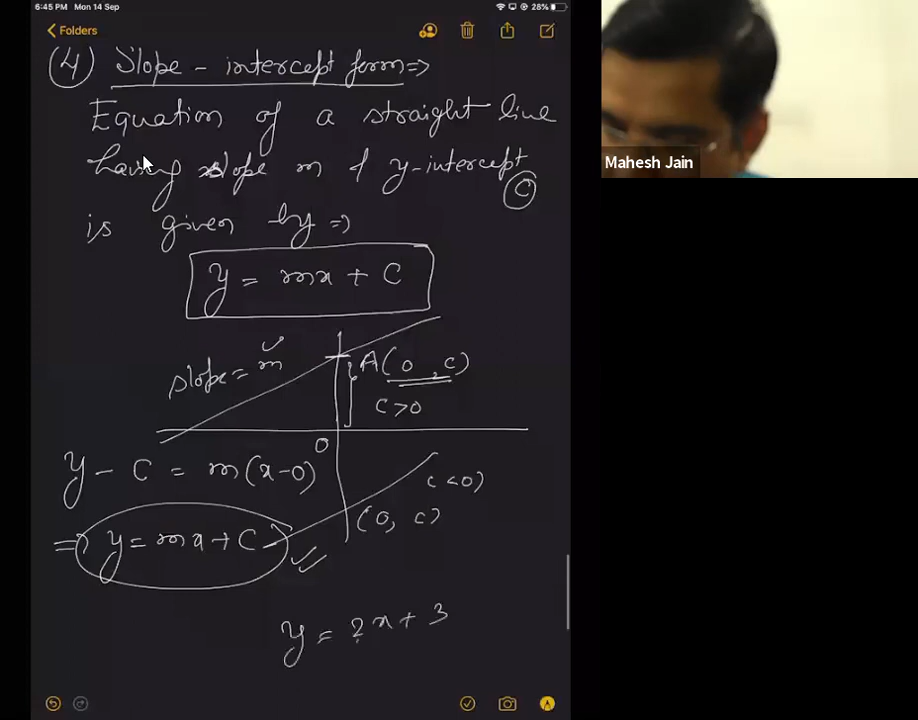 6:45 PM Mon 14 Sep
28%
Folders
(4) Slope - intercept form =>
Equation of a straight line
having slope m & y-intercept
C
is given by =>
y = mx + C
slope = m
A(0, c)
c>0
0
y - C = m(x-0)
(c<0)
(0, c)
=> y = mx + C
y = 2x + 3
Mahesh Jain